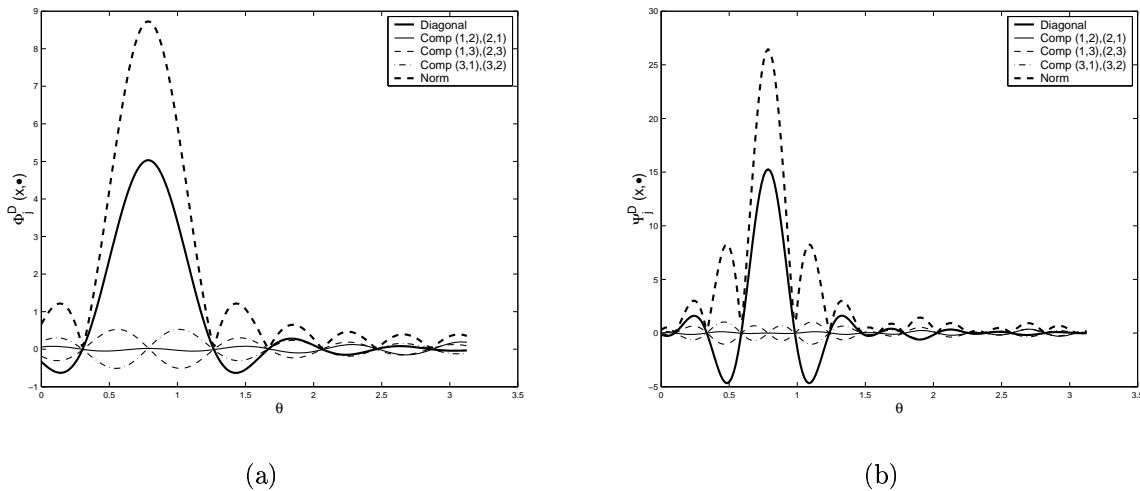 9
8
7
6
5
4
3
2
1
0
−1
0
0.5
1
1.5
2
2.5
3
3.5
θ
Φ_j^D (x,•)
Diagonal
Comp (1,2),(2,1)
Comp (1,3),(2,3)
Comp (3,1),(3,2)
Norm
(a)
30
25
20
15
10
5
0
−5
0
0.5
1
1.5
2
2.5
3
3.5
θ
Ψ_j^D (x,•)
Diagonal
Comp (1,2),(2,1)
Comp (1,3),(2,3)
Comp (3,1),(3,2)
Norm
(b)